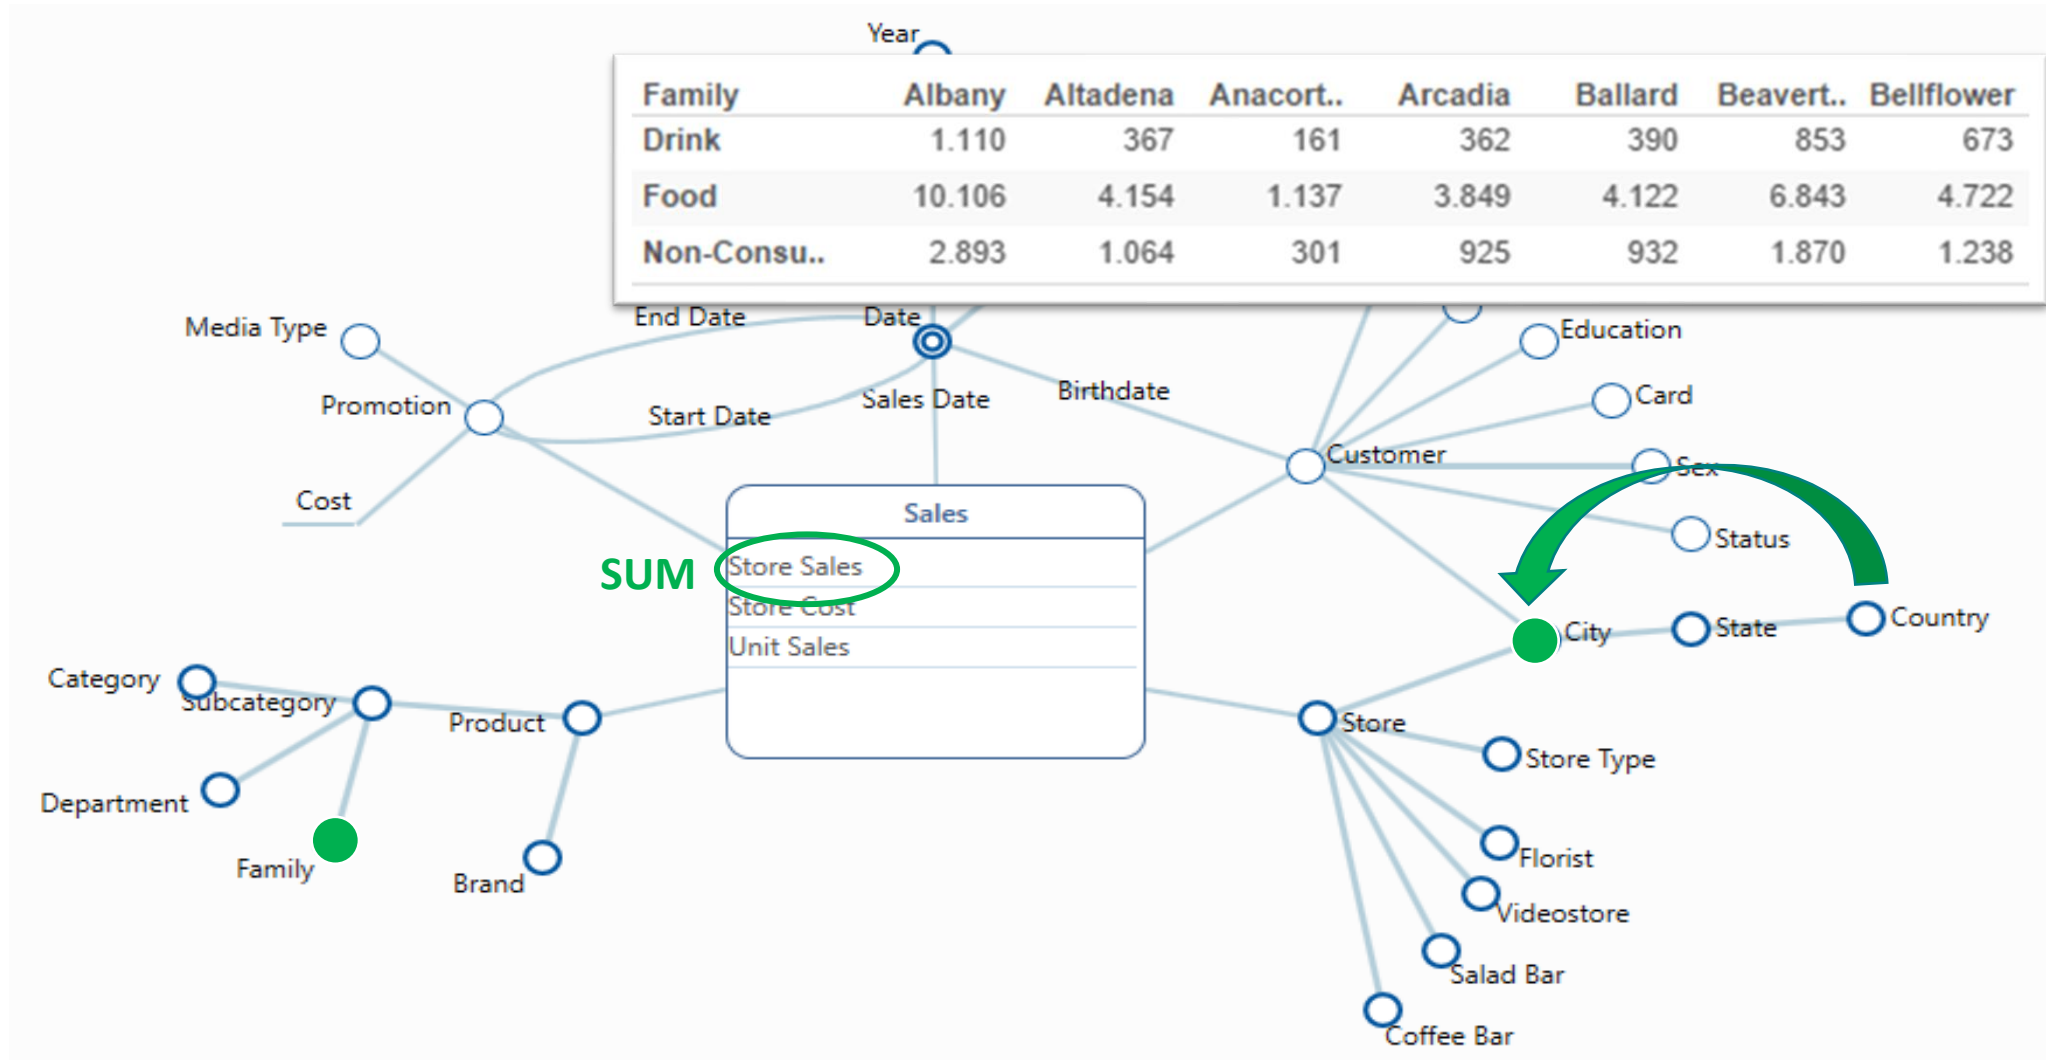 Year
Family Albany Altadena Anacort.. Arcadia Ballard Beavert.. Bellflower
Drink 1.110 367 161 362 390 853 673
Food 10.106 4.154 1.137 3.849 4.122 6.843 4.722
Non-Consu.. 2.893 1.064 301 925 932 1.870 1.238
End Date
Date
Media Type
Education
Sales Date
Birthdate
Card
Promotion
Start Date
Customer
Sex
Cost
Sales
Status
SUM
Store Sales
Store Cost
Unit Sales
City
State
Country
Category
Subcategory
Product
Store
Store Type
Department
Family
Brand
Florist
Videostore
Salad Bar
Coffee Bar